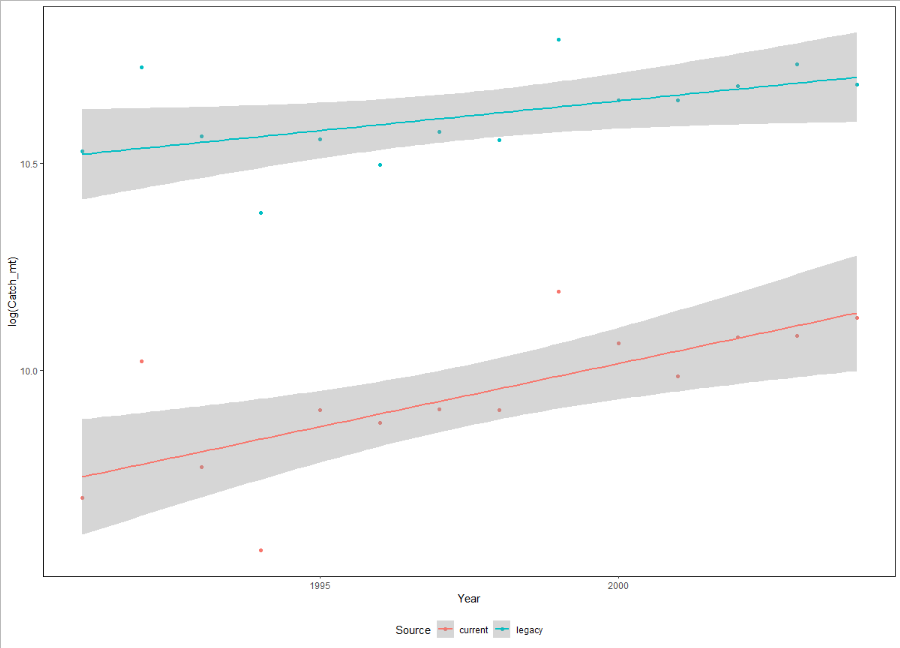 log(Catch_mt)
10.5
10.0
1995 2000
Year
Source current legacy